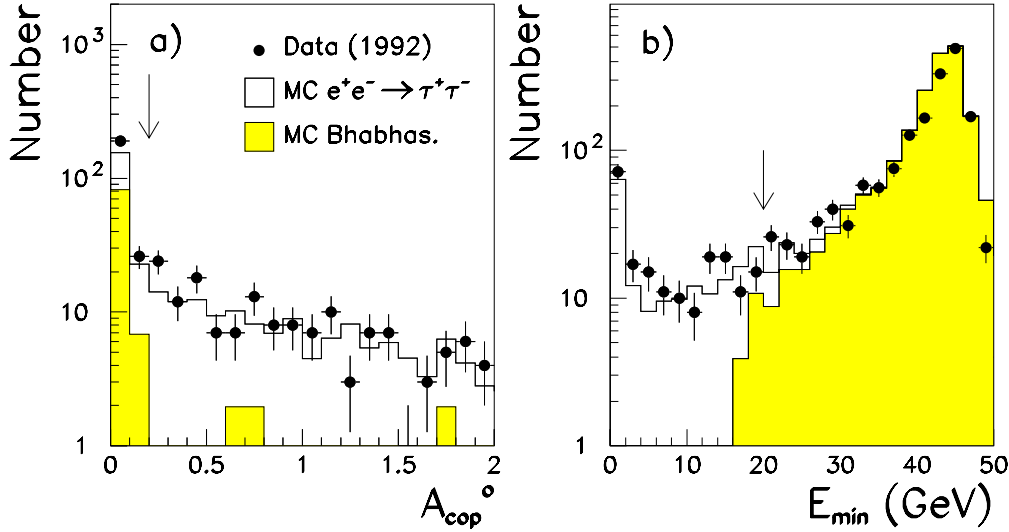 Number
10³
10²
10
1
a)
Data (1992)
MC e⁺e⁻ → τ⁺τ⁻
MC Bhabhas.
0 0.5 1 1.5 2
A_cop °
Number
10²
10
1
b)
0 10 20 30 40 50
E_min (GeV)